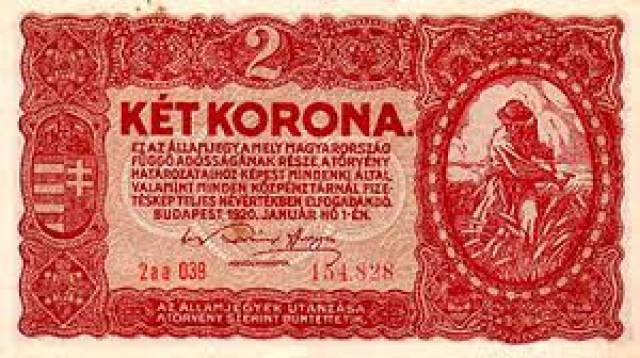 2
KÉT KORONA.
EZ AZ ÁLLAMJEGY A MELY MAGYARORSZÁG
FÜGGŐ ADÓSSÁGÁNAK RÉSZE, A TÖRVÉNY
HATÁROZATAIHOZ KÉPEST MINDENKI ÁLTAL
VALAMINT MINDEN KÖZPÉNZTÁRNÁL FIZE-
TÉSKÉP TELJES NÉVÉRTÉKBEN ELFOGADANDÓ.
BUDAPEST 1920. JANUÁR HÓ 1-ÉN.
2aa 039 154,828
AZ ÁLLAMJEGYEK UTÁNZÁSA
A TÖRVÉNY SZERINT BÜNTETTETIK.